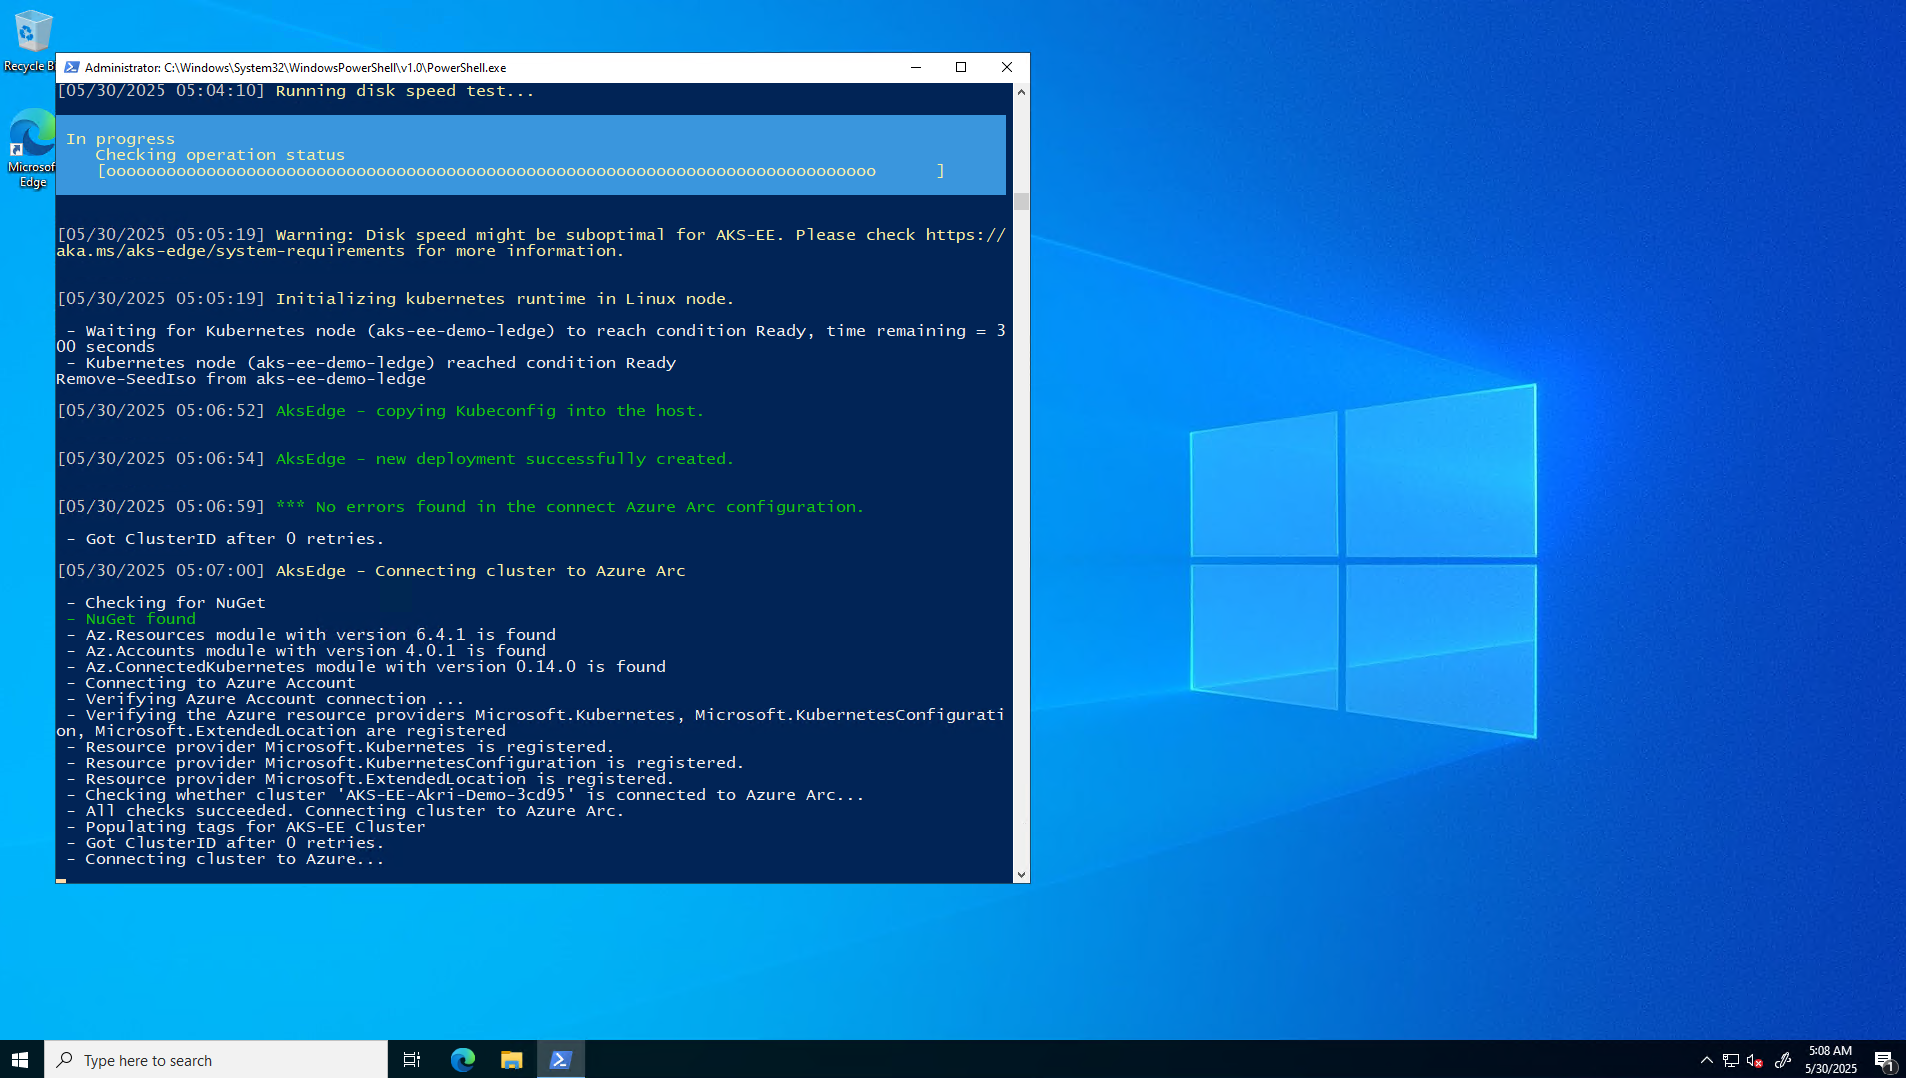 Recycle B
Microsof
Edge
Administrator: C:\Windows\System32\WindowsPowerShell\v1.0\PowerShell.exe
[05/30/2025 05:04:10] Running disk speed test...
In progress
Checking operation status
[ooooooooooooooooooooooooooooooooooooooooooooooooooooooooooooooooooooooooooooo      ]
[05/30/2025 05:05:19] Warning: Disk speed might be suboptimal for AKS-EE. Please check https://
aka.ms/aks-edge/system-requirements for more information.
[05/30/2025 05:05:19] Initializing kubernetes runtime in Linux node.
- Waiting for Kubernetes node (aks-ee-demo-ledge) to reach condition Ready, time remaining = 3
00 seconds
- Kubernetes node (aks-ee-demo-ledge) reached condition Ready
Remove-SeedIso from aks-ee-demo-ledge
[05/30/2025 05:06:52] AksEdge - copying Kubeconfig into the host.
[05/30/2025 05:06:54] AksEdge - new deployment successfully created.
[05/30/2025 05:06:59] *** No errors found in the connect Azure Arc configuration.
- Got ClusterID after 0 retries.
[05/30/2025 05:07:00] AksEdge - Connecting cluster to Azure Arc
- Checking for NuGet
- NuGet found
- Az.Resources module with version 6.4.1 is found
- Az.Accounts module with version 4.0.1 is found
- Az.ConnectedKubernetes module with version 0.14.0 is found
- Connecting to Azure Account
- Verifying Azure Account connection ...
- Verifying the Azure resource providers Microsoft.Kubernetes, Microsoft.KubernetesConfigurati
on, Microsoft.ExtendedLocation are registered
- Resource provider Microsoft.Kubernetes is registered.
- Resource provider Microsoft.KubernetesConfiguration is registered.
- Resource provider Microsoft.ExtendedLocation is registered.
- Checking whether cluster 'AKS-EE-Akri-Demo-3cd95' is connected to Azure Arc...
- All checks succeeded. Connecting cluster to Azure Arc.
- Populating tags for AKS-EE Cluster
- Got ClusterID after 0 retries.
- Connecting cluster to Azure...
Type here to search
5:08 AM
5/30/2025
1